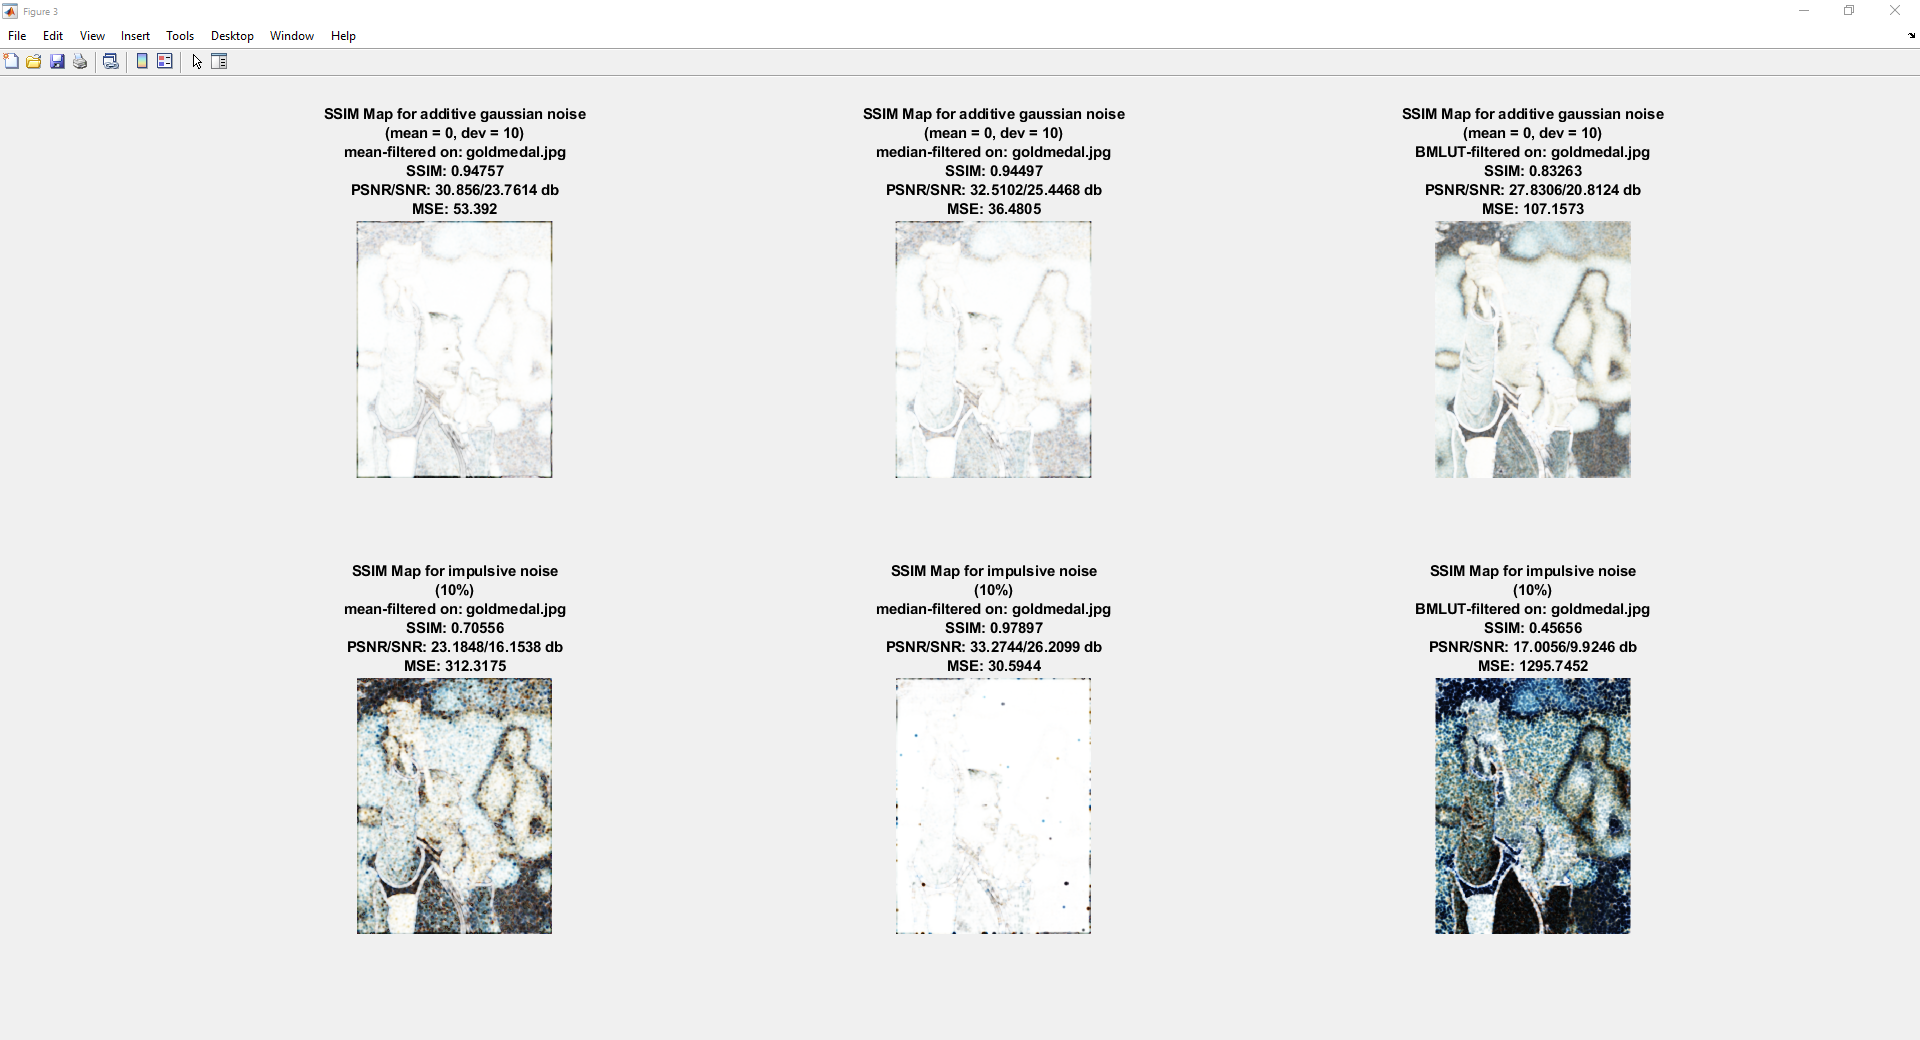 Figure 3
File Edit View Insert Tools Desktop Window Help
SSIM Map for additive gaussian noise
(mean = 0, dev = 10)
mean-filtered on: goldmedal.jpg
SSIM: 0.94757
PSNR/SNR: 30.856/23.7614 db
MSE: 53.392
SSIM Map for additive gaussian noise
(mean = 0, dev = 10)
median-filtered on: goldmedal.jpg
SSIM: 0.94497
PSNR/SNR: 32.5102/25.4468 db
MSE: 36.4805
SSIM Map for additive gaussian noise
(mean = 0, dev = 10)
BMLUT-filtered on: goldmedal.jpg
SSIM: 0.83263
PSNR/SNR: 27.8306/20.8124 db
MSE: 107.1573
SSIM Map for impulsive noise
(10%)
mean-filtered on: goldmedal.jpg
SSIM: 0.70556
PSNR/SNR: 23.1848/16.1538 db
MSE: 312.3175
SSIM Map for impulsive noise
(10%)
median-filtered on: goldmedal.jpg
SSIM: 0.97897
PSNR/SNR: 33.2744/26.2099 db
MSE: 30.5944
SSIM Map for impulsive noise
(10%)
BMLUT-filtered on: goldmedal.jpg
SSIM: 0.45656
PSNR/SNR: 17.0056/9.9246 db
MSE: 1295.7452